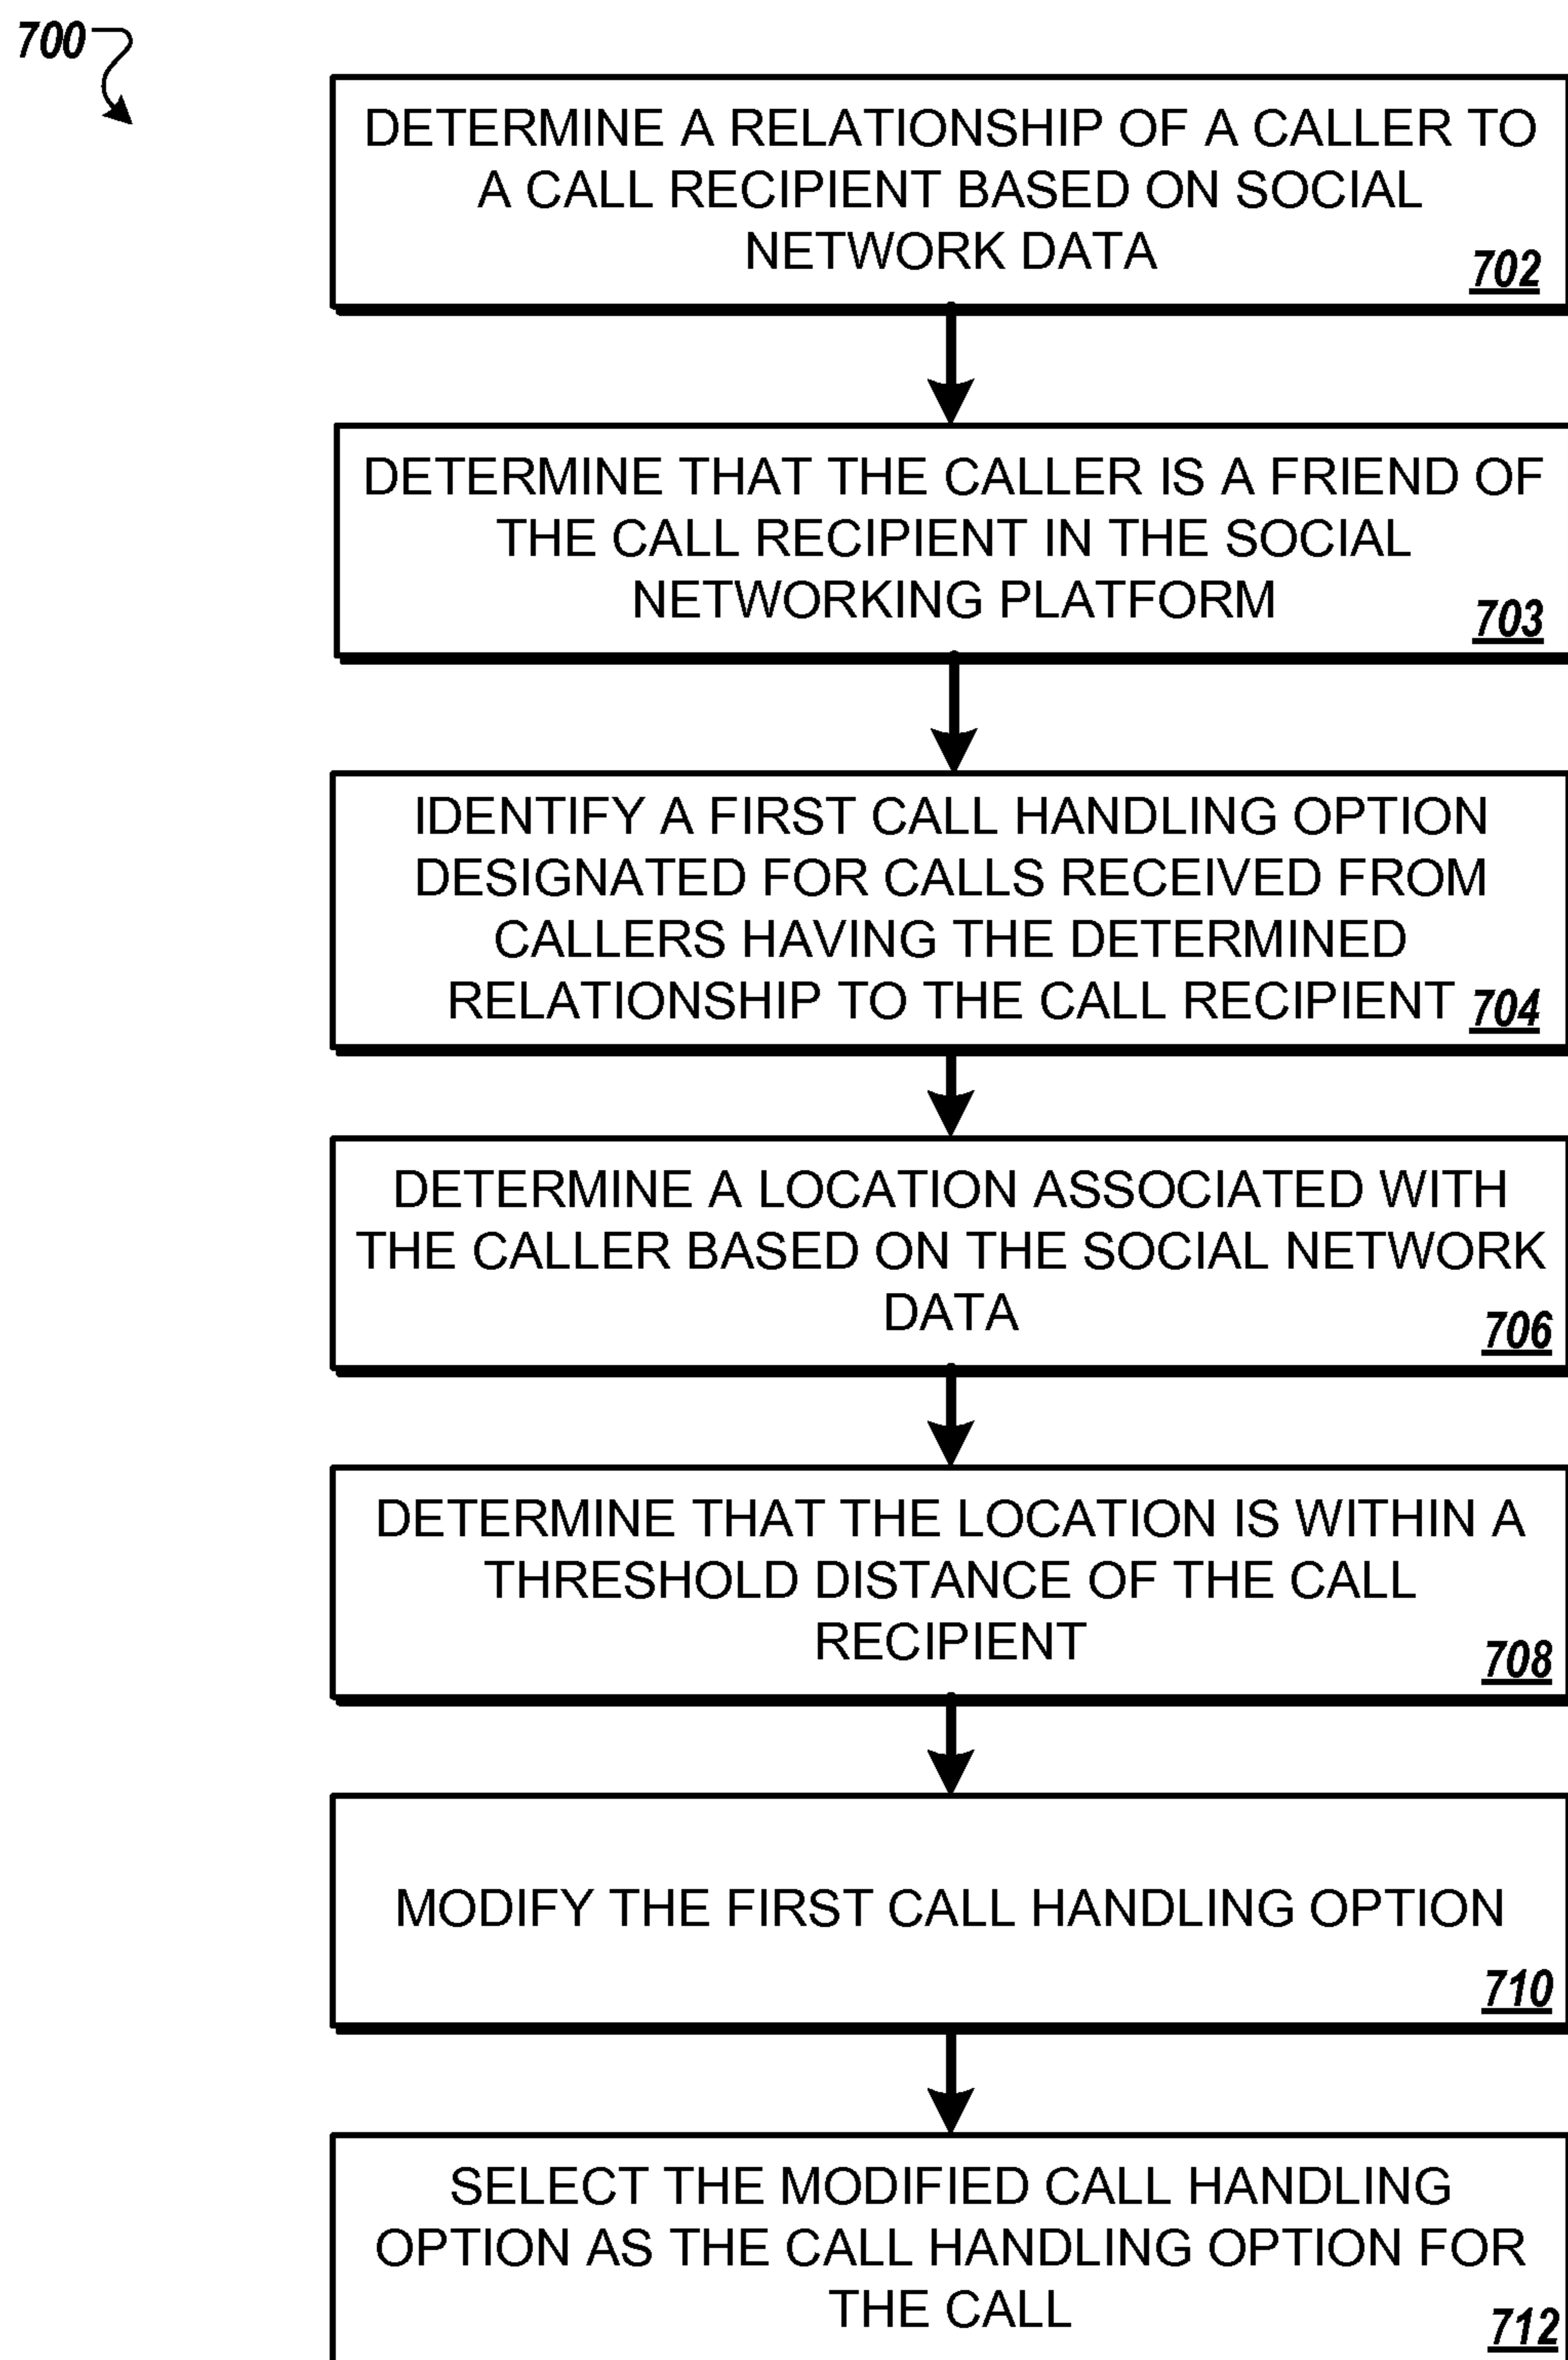 700
DETERMINE A RELATIONSHIP OF A CALLER TO
A CALL RECIPIENT BASED ON SOCIAL
NETWORK DATA
702
DETERMINE THAT THE CALLER IS A FRIEND OF
THE CALL RECIPIENT IN THE SOCIAL
NETWORKING PLATFORM
703
IDENTIFY A FIRST CALL HANDLING OPTION
DESIGNATED FOR CALLS RECEIVED FROM
CALLERS HAVING THE DETERMINED
RELATIONSHIP TO THE CALL RECIPIENT 704
DETERMINE A LOCATION ASSOCIATED WITH
THE CALLER BASED ON THE SOCIAL NETWORK
DATA
706
DETERMINE THAT THE LOCATION IS WITHIN A
THRESHOLD DISTANCE OF THE CALL
RECIPIENT
708
MODIFY THE FIRST CALL HANDLING OPTION
710
SELECT THE MODIFIED CALL HANDLING
OPTION AS THE CALL HANDLING OPTION FOR
THE CALL
712